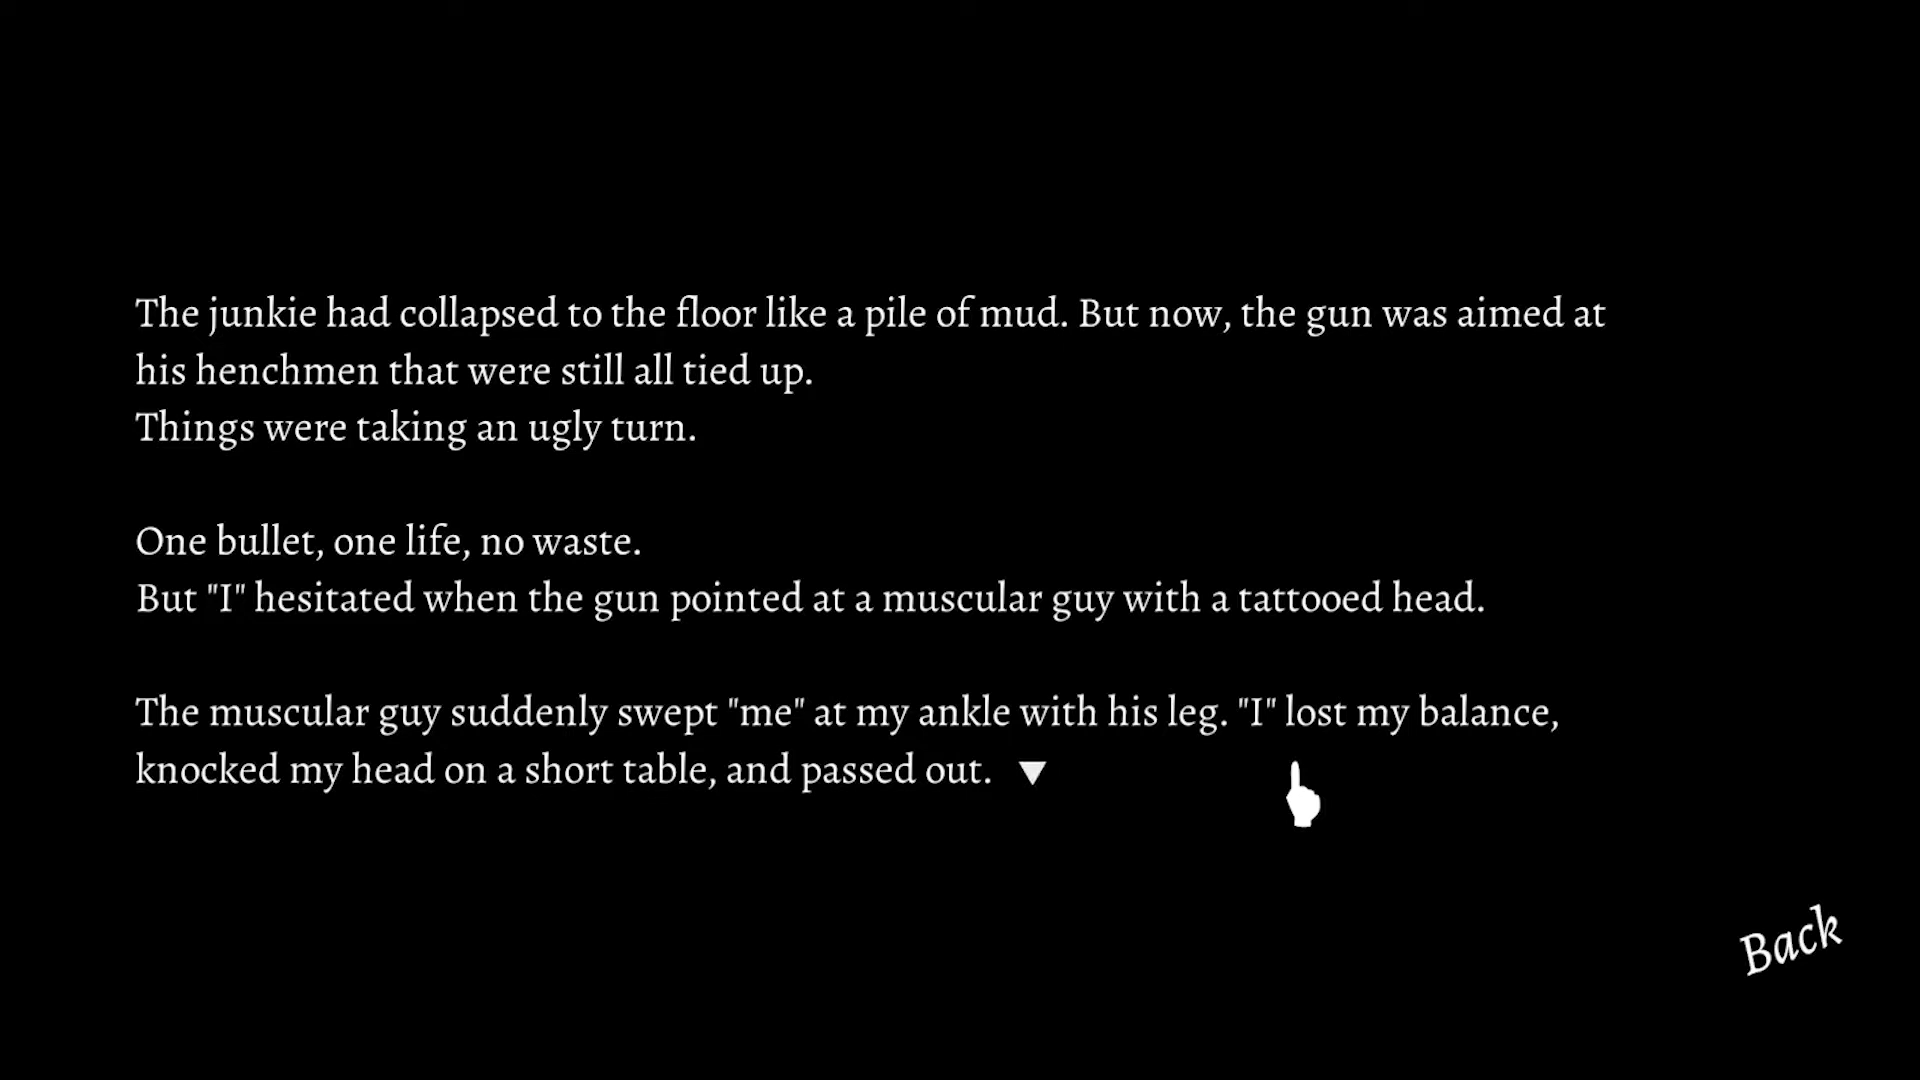 The junkie had collapsed to the floor like a pile of mud. But now, the gun was aimed at
his henchmen that were still all tied up.
Things were taking an ugly turn.
One bullet, one life, no waste.
But "I" hesitated when the gun pointed at a muscular guy with a tattooed head.
The muscular guy suddenly swept "me" at my ankle with his leg. "I" lost my balance,
knocked my head on a short table, and passed out.
Back